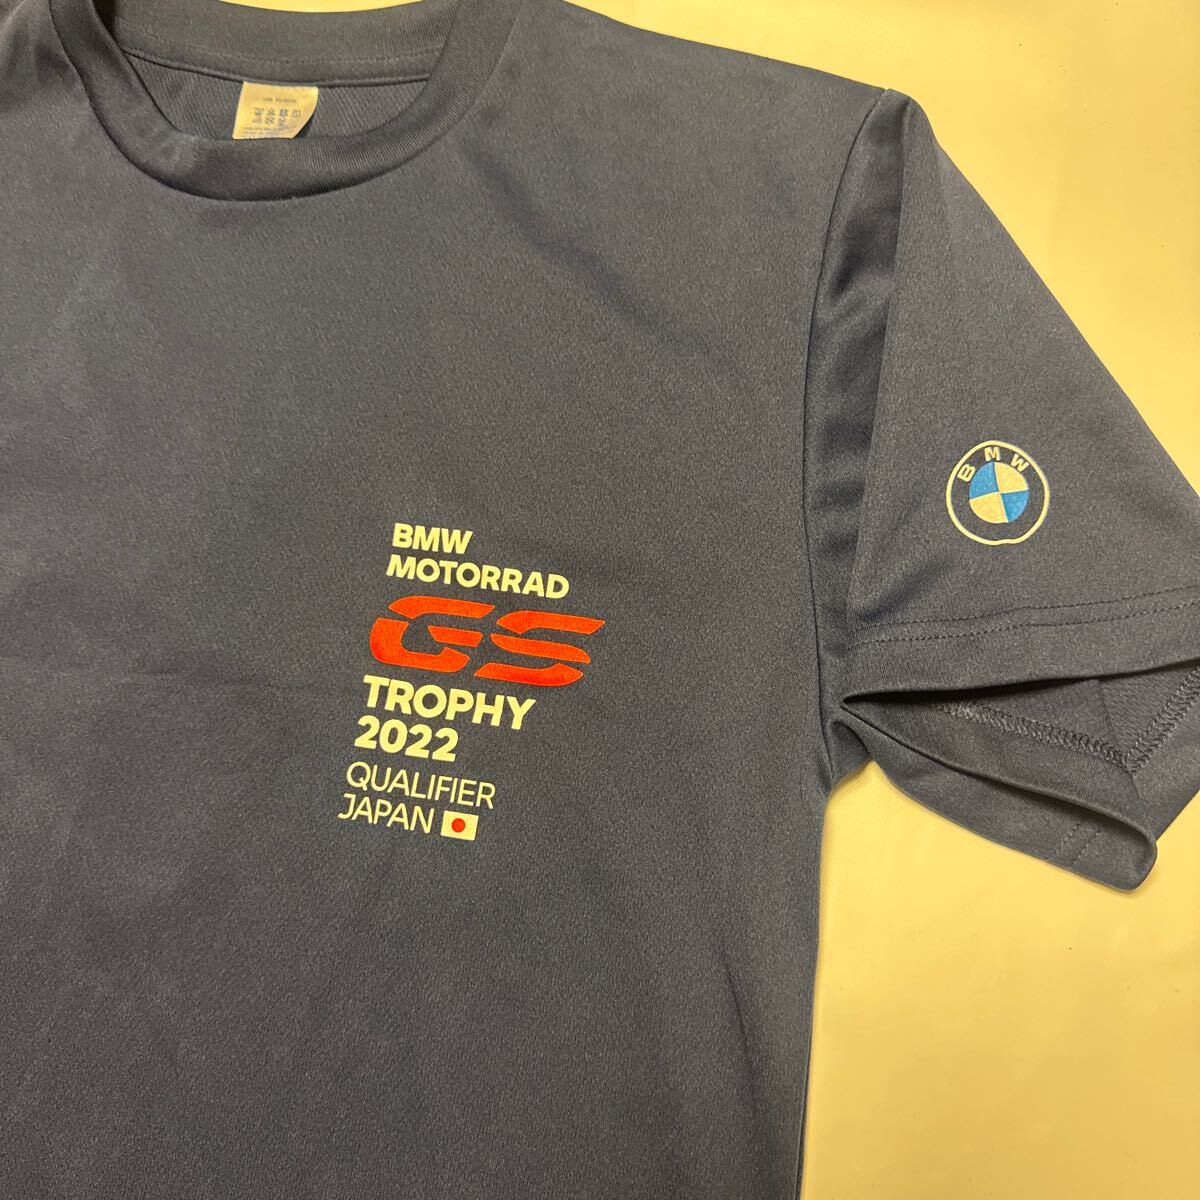 BMW
MOTORRAD
GS
TROPHY
2022
QUALIFIER
JAPAN
BMW